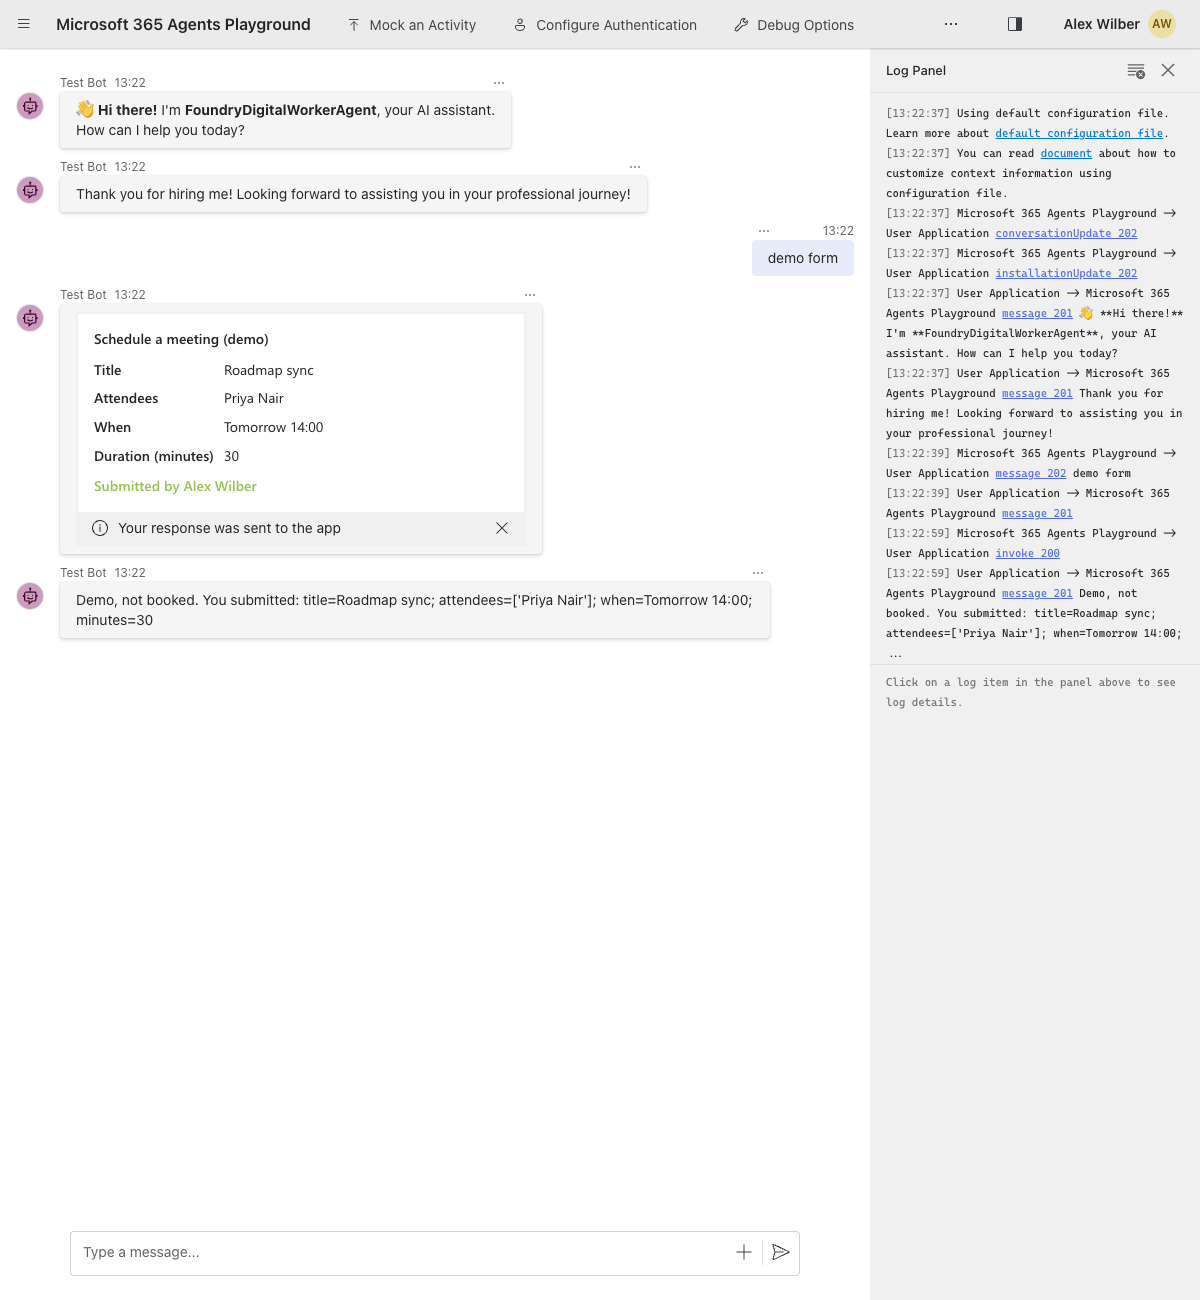 Microsoft 365 Agents Playground
Mock an Activity
Configure Authentication
Debug Options
Alex Wilber
AW
Test Bot 13:22
👋 Hi there! I'm FoundryDigitalWorkerAgent, your AI assistant.
How can I help you today?
Test Bot 13:22
Thank you for hiring me! Looking forward to assisting you in your professional journey!
13:22
demo form
Test Bot 13:22
Schedule a meeting (demo)
Title Roadmap sync
Attendees Priya Nair
When Tomorrow 14:00
Duration (minutes) 30
Submitted by Alex Wilber
Your response was sent to the app
Test Bot 13:22
Demo, not booked. You submitted: title=Roadmap sync; attendees=['Priya Nair']; when=Tomorrow 14:00;
minutes=30
Type a message...
Log Panel
[13:22:37] Using default configuration file.
Learn more about default configuration file.
[13:22:37] You can read document about how to
customize context information using
configuration file.
[13:22:37] Microsoft 365 Agents Playground →
User Application conversationUpdate 202
[13:22:37] Microsoft 365 Agents Playground →
User Application installationUpdate 202
[13:22:37] User Application → Microsoft 365
Agents Playground message 201 👋 **Hi there!**
I'm **FoundryDigitalWorkerAgent**, your AI
assistant. How can I help you today?
[13:22:37] User Application → Microsoft 365
Agents Playground message 201 Thank you for
hiring me! Looking forward to assisting you in
your professional journey!
[13:22:39] Microsoft 365 Agents Playground →
User Application message 202 demo form
[13:22:39] User Application → Microsoft 365
Agents Playground message 201
[13:22:59] Microsoft 365 Agents Playground →
User Application invoke 200
[13:22:59] User Application → Microsoft 365
Agents Playground message 201 Demo, not
booked. You submitted: title=Roadmap sync;
attendees=['Priya Nair']; when=Tomorrow 14:00;
...
Click on a log item in the panel above to see
log details.